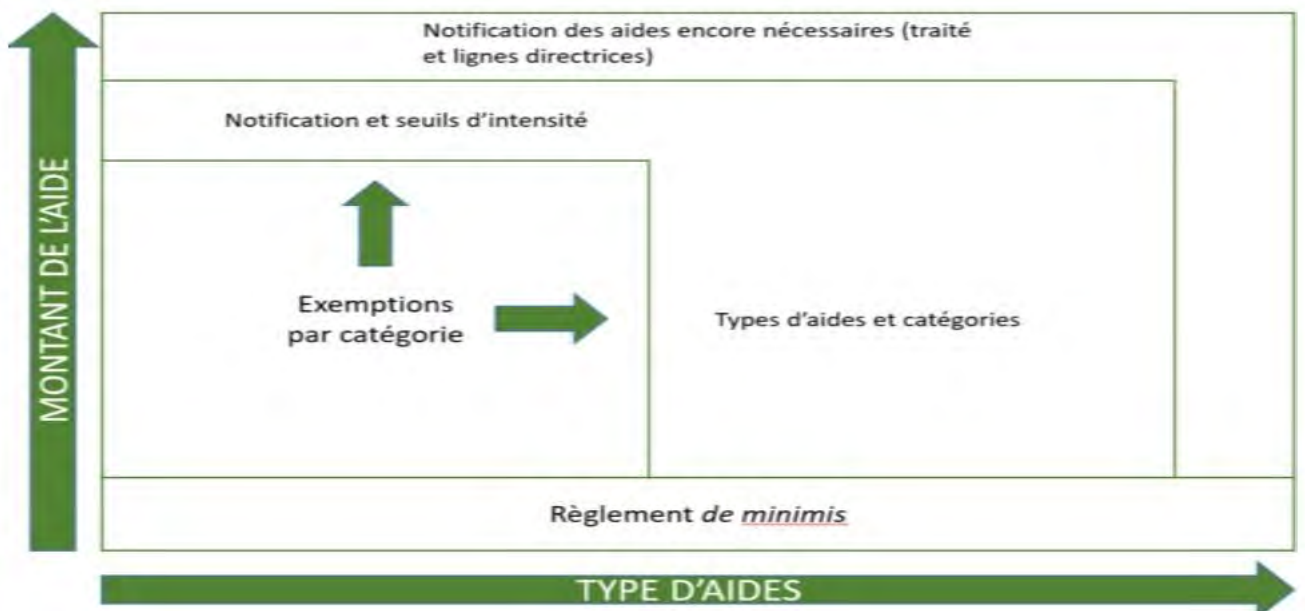 Notification des aides encore nécessaires (traité
et lignes directrices)
Notification et seuils d'intensité
MONTANT DE L'AIDE
Exemptions
par catégorie
Types d'aides et catégories
Règlement de minimis
TYPE D'AIDES